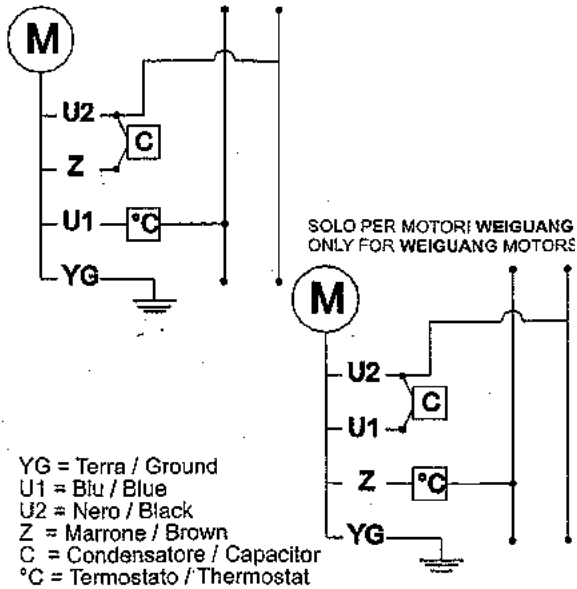 M
U2
C
Z
U1 °C
YG
SOLO PER MOTORI WEIGUANG
ONLY FOR WEIGUANG MOTORS
M
U2
C
U1
Z °C
YG
YG = Terra / Ground
U1 = Blu / Blue
U2 = Nero / Black
Z = Marrone / Brown
C = Condensatore / Capacitor
°C = Termostato / Thermostat